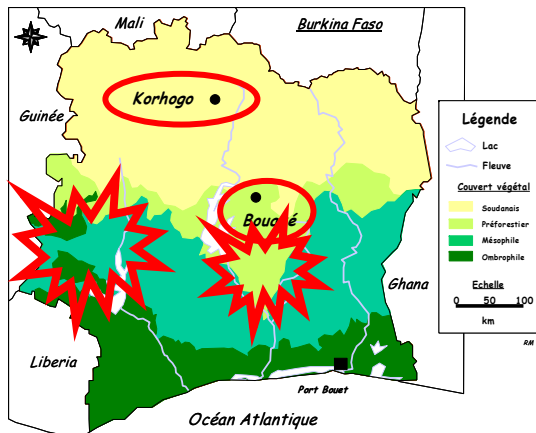 Mali
Burkina Faso
Korhogo
Guinée
Bouaké
Ghana
Liberia
Port Bouet
Océan Atlantique
Légende
Lac
Fleuve
Couvert végétal
Soudanais
Préforestier
Mésophile
Ombrophile
Echelle
0 50 100
km
RM